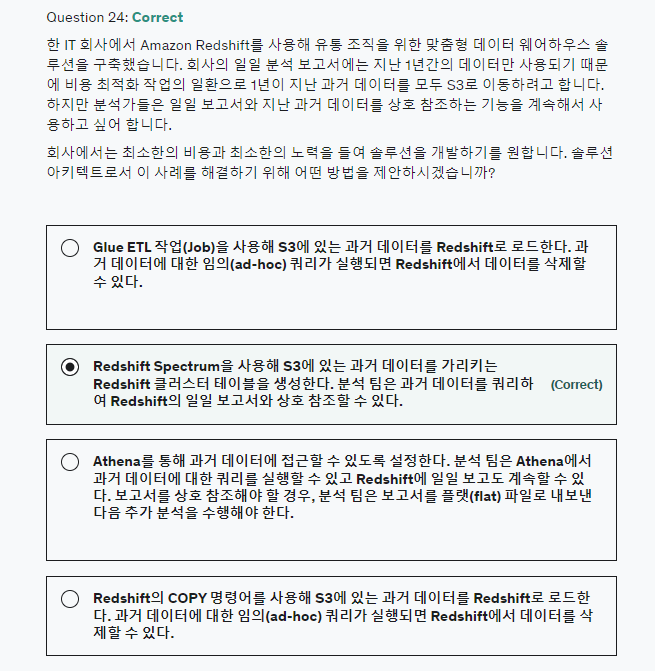 Question 24: Correct
한 IT 회사에서 Amazon Redshift를 사용해 유통 조직을 위한 맞춤형 데이터 웨어하우스 솔
루션을 구축했습니다. 회사의 일일 분석 보고서에는 지난 1년간의 데이터만 사용되기 때문
에 비용 최적화 작업의 일환으로 1년이 지난 과거 데이터를 모두 S3로 이동하려고 합니다.
하지만 분석가들은 일일 보고서와 지난 과거 데이터를 상호 참조하는 기능을 계속해서 사
용하고 싶어 합니다.
회사에서는 최소한의 비용과 최소한의 노력을 들여 솔루션을 개발하기를 원합니다. 솔루션
아키텍트로서 이 사례를 해결하기 위해 어떤 방법을 제안하시겠습니까?
Glue ETL 작업(Job)을 사용해 S3에 있는 과거 데이터를 Redshift로 로드한다. 과
거 데이터에 대한 임의(ad-hoc) 쿼리가 실행되면 Redshift에서 데이터를 삭제할
수 있다.
Redshift Spectrum을 사용해 S3에 있는 과거 데이터를 가리키는
Redshift 클러스터 테이블을 생성한다. 분석 팀은 과거 데이터를 쿼리하
여 Redshift의 일일 보고서와 상호 참조할 수 있다.
(Correct)
Athena를 통해 과거 데이터에 접근할 수 있도록 설정한다. 분석 팀은 Athena에서
과거 데이터에 대한 쿼리를 실행할 수 있고 Redshift에 일일 보고도 계속할 수 있
다. 보고서를 상호 참조해야 할 경우, 분석 팀은 보고서를 플랫(flat) 파일로 내보낸
다음 추가 분석을 수행해야 한다.
Redshift의 COPY 명령어를 사용해 S3에 있는 과거 데이터를 Redshift로 로드한
다. 과거 데이터에 대한 임의(ad-hoc) 쿼리가 실행되면 Redshift에서 데이터를 삭
제할 수 있다.